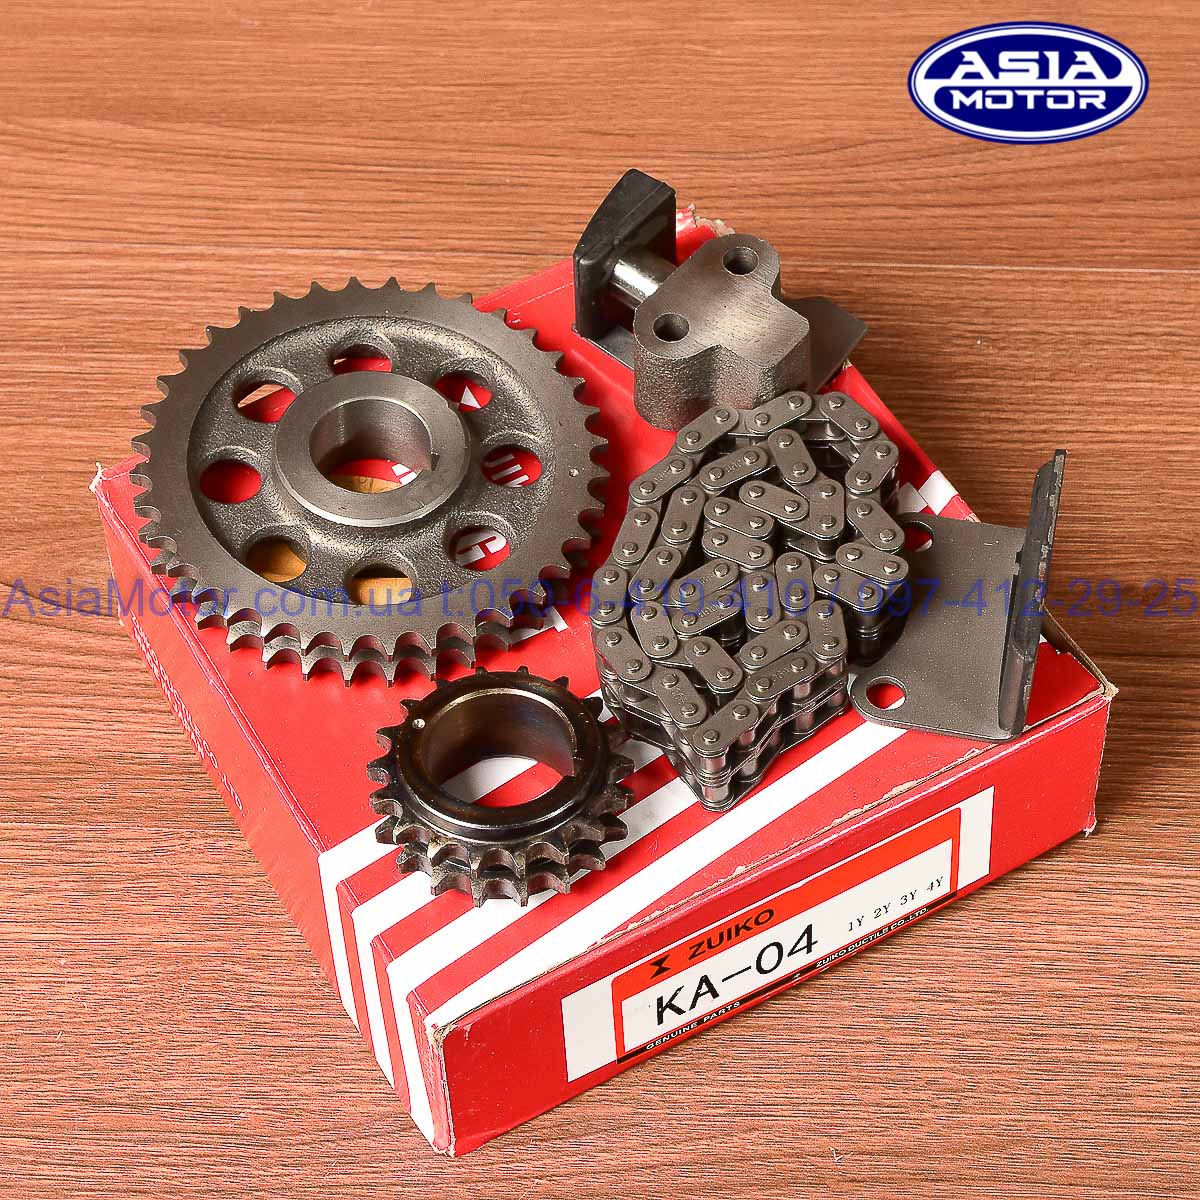 ASIA
MOTOR
AsiaMotor.com.ua t:050-6-410-410 / 097-412-29-25
ZUIKO
KA-04
1Y 2Y 3Y 4Y
GENUINE PARTS
ZUIKO DUCTILE CO.,LTD.